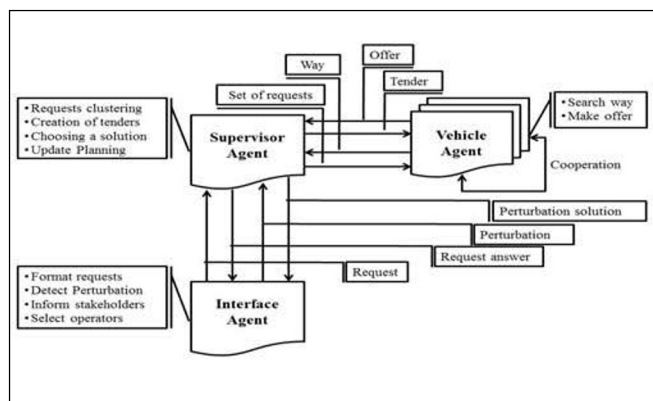 Offer
Way
Tender
Set of requests
• Requests clustering
• Creation of tenders
• Choosing a solution
• Update Planning
Supervisor
Agent
Vehicle
Agent
• Search way
• Make offer
Cooperation
Perturbation solution
Perturbation
Request answer
Request
• Format requests
• Detect Perturbation
• Inform stakeholders
• Select operators
Interface
Agent